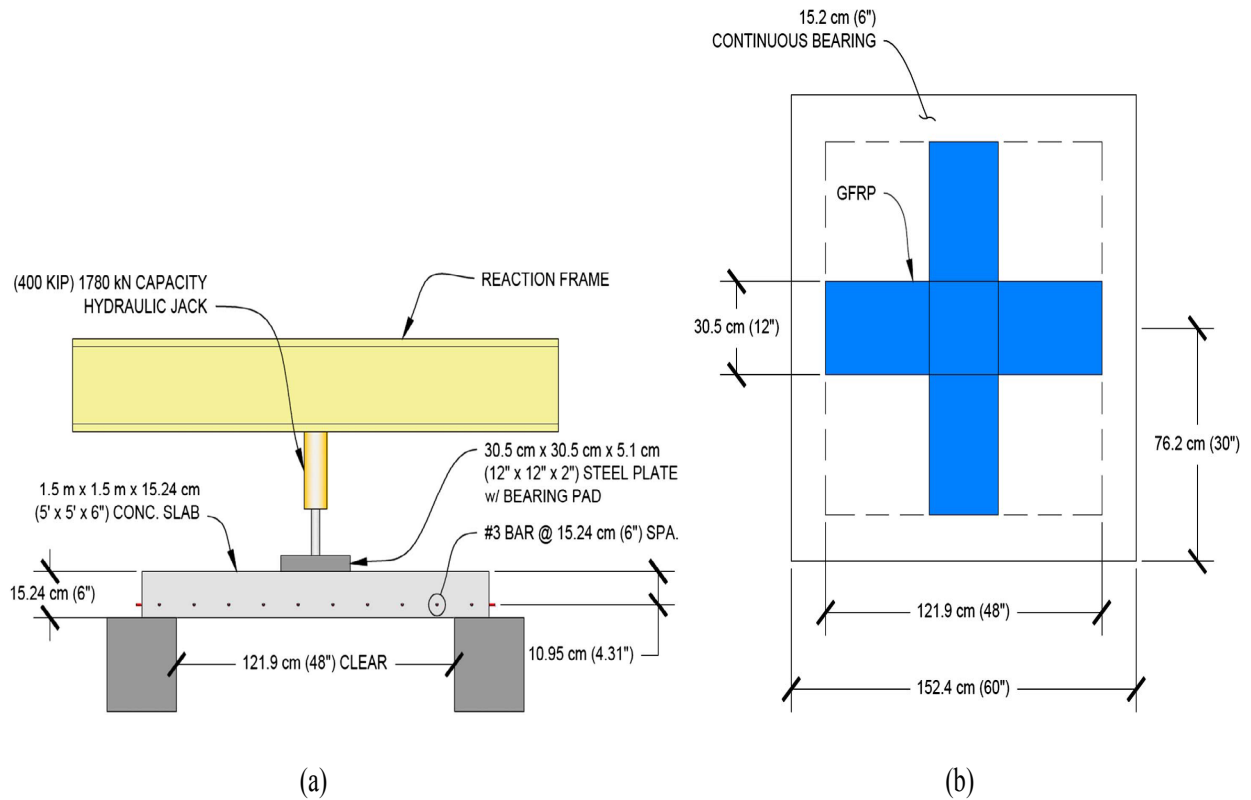 (400 KIP) 1780 kN CAPACITY
HYDRAULIC JACK
REACTION FRAME
30.5 cm x 30.5 cm x 5.1 cm
(12" x 12" x 2") STEEL PLATE
w/ BEARING PAD
1.5 m x 1.5 m x 15.24 cm
(5' x 5' x 6") CONC. SLAB
#3 BAR @ 15.24 cm (6") SPA.
15.24 cm (6")
121.9 cm (48") CLEAR
10.95 cm (4.31")
(a)
15.2 cm (6")
CONTINUOUS BEARING
GFRP
30.5 cm (12")
76.2 cm (30")
121.9 cm (48")
152.4 cm (60")
(b)